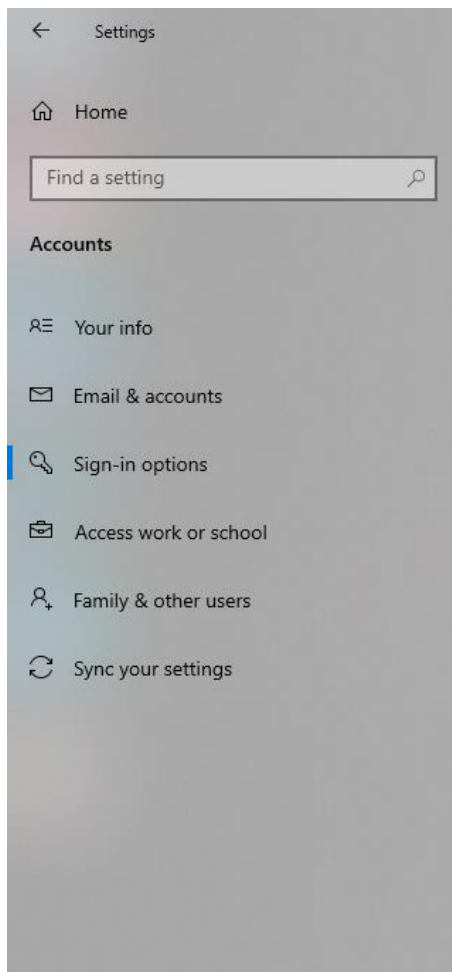 Settings
Home
Find a setting
Accounts
Your info
Email & accounts
Sign-in options
Access work or school
Family & other users
Sync your settings